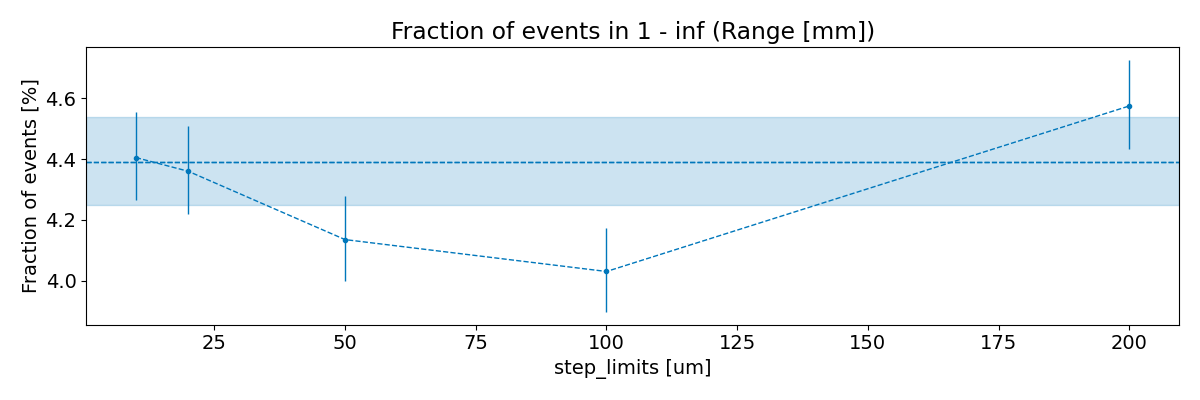 Fraction of events in 1 - inf (Range [mm])
Fraction of events [%]
4.6
4.4
4.2
4.0
25 50 75 100 125 150 175 200
step_limits [um]